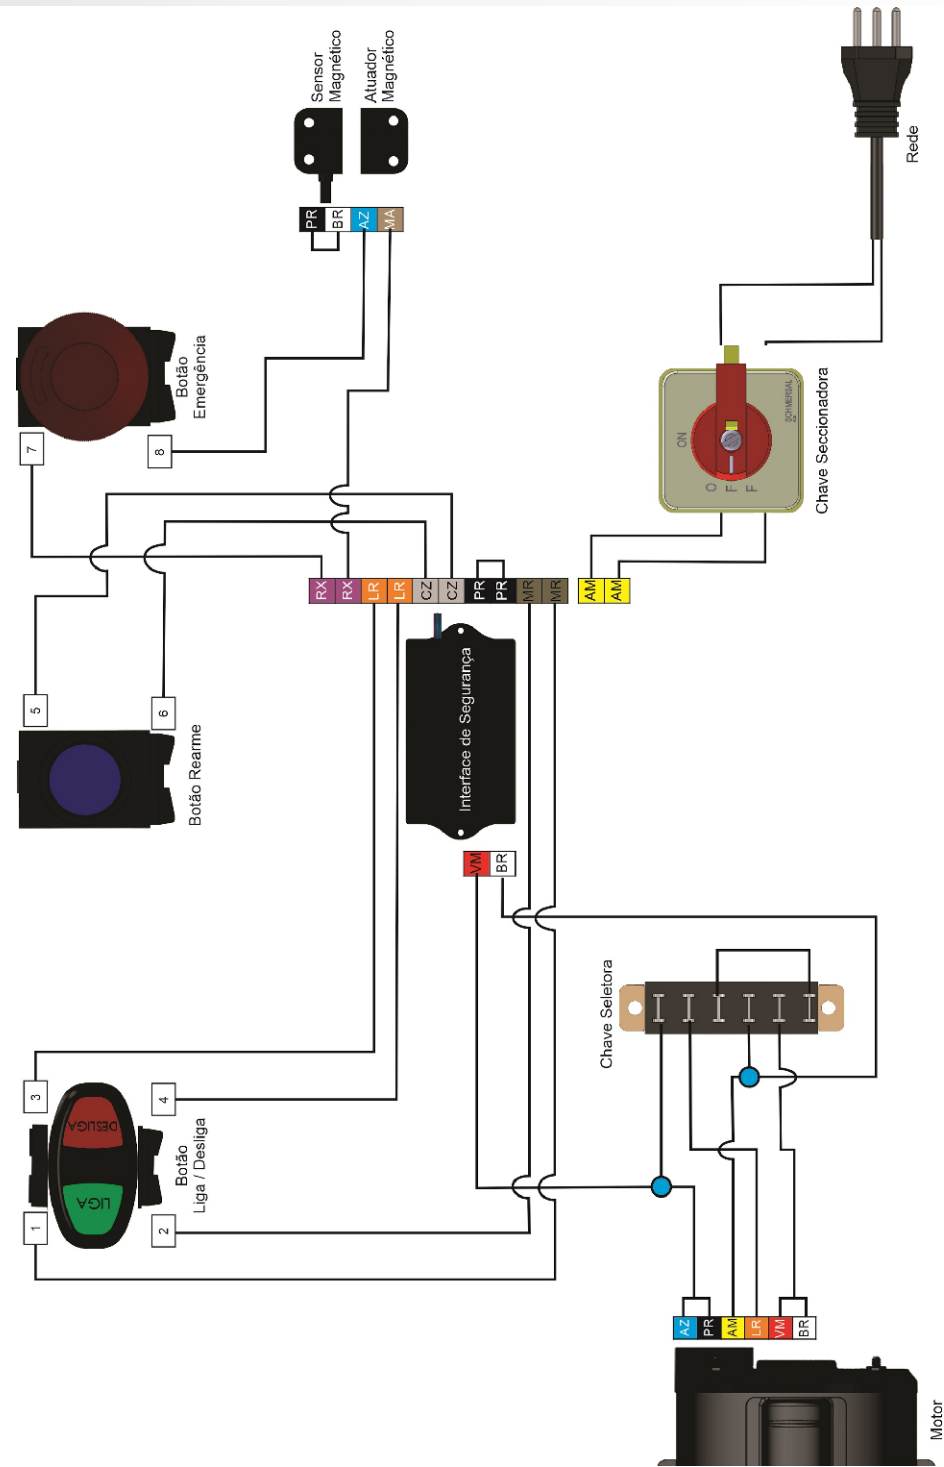 Sensor
Magnético
Atuador
Magnético
Rede
PR
BR
AZ
MA
Botão
Emergência
7
8
ON
O
F
F
SCHMERSAL
Chave Seccionadora
RX
RX
LR
LR
CZ
CZ
PR
PR
MR
MR
AM
AM
5
6
Botão Rearme
Interface de Segurança
VM
BR
Chave Seletora
3
4
DESLIGA
LIGA
Botão
Liga / Desliga
1
2
AZ
PR
AM
LR
VM
BR
Motor